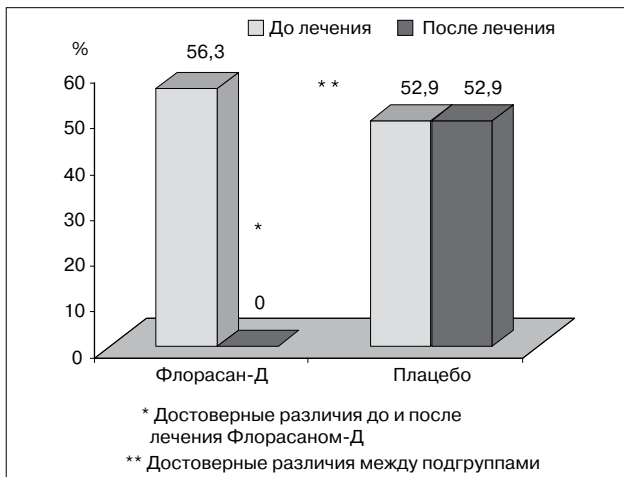 До лечения После лечения
%
56,3
0
* *
52,9 52,9
60
50
40
30
20
10
0
*
Флорасан-Д Плацебо
* Достоверные различия до и после
лечения Флорасаном-Д
** Достоверные различия между подгруппами